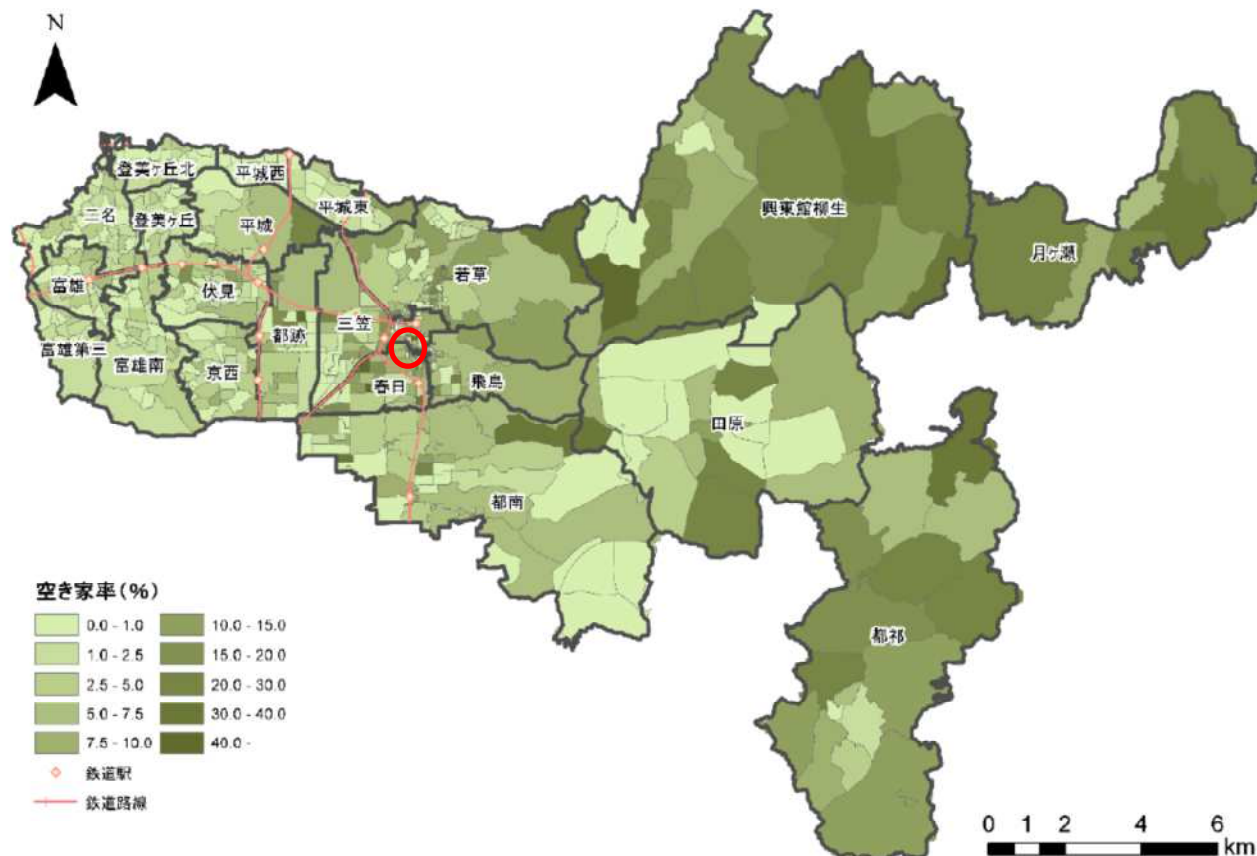 N
登美ヶ丘北
平城西
二名
登美ヶ丘
平城
平城東
若草
興東館柳生
月ヶ瀬
富雄
伏見
三笠
都跡
富雄第三
富雄南
京西
春日
飛鳥
田原
都南
都祁
空き家率(%)
0.0 - 1.0
1.0 - 2.5
2.5 - 5.0
5.0 - 7.5
7.5 - 10.0
10.0 - 15.0
15.0 - 20.0
20.0 - 30.0
30.0 - 40.0
40.0 -
鉄道駅
鉄道路線
0 1 2 4 6
km